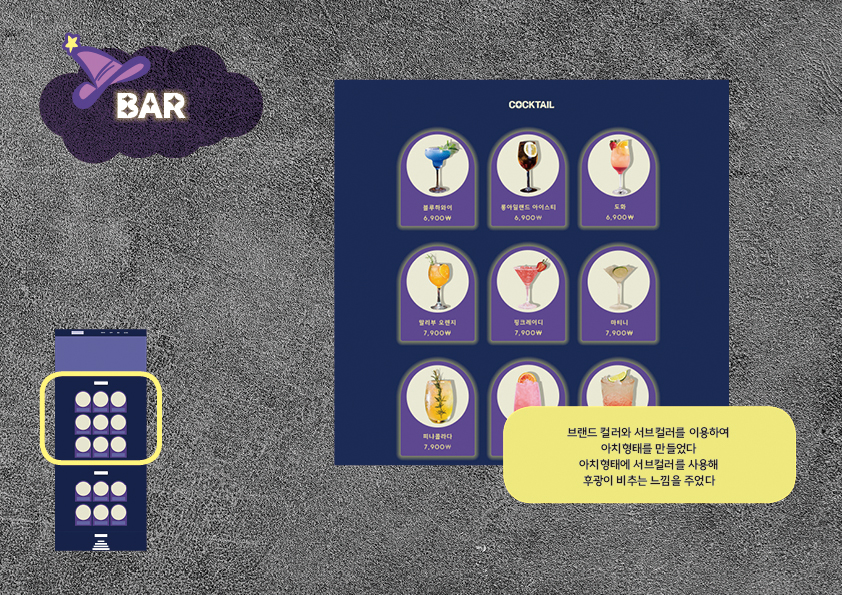 BAR
COCKTAIL
블루하와이
6,900₩
롱아일랜드 아이스티
6,900₩
도화
6,900₩
말리부 오렌지
7,900₩
핑크레이디
7,900₩
마티니
7,900₩
피나콜라다
7,900₩
브랜드 컬러와 서브컬러를 이용하여
아치형태를 만들었다
아치형태에 서브컬러를 사용해
후광이 비추는 느낌을 주었다